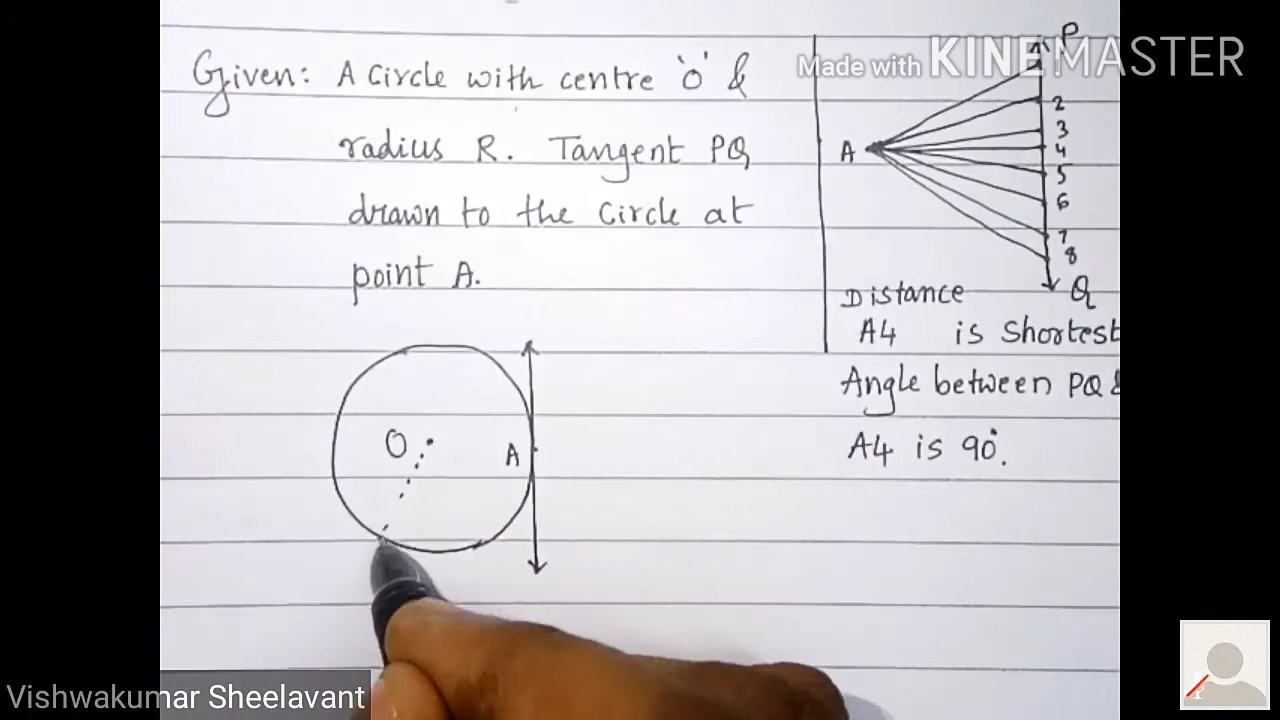 Made with KINEMASTER
Given: A Circle with centre 'O' &
radius R. Tangent PQ
drawn to the Circle at
point A.
P
2
3
A
4
5
6
7
8
Q
Distance
A4 is Shortest
Angle between PQ &
A4 is 90°.
O
A
Vishwakumar Sheelavant